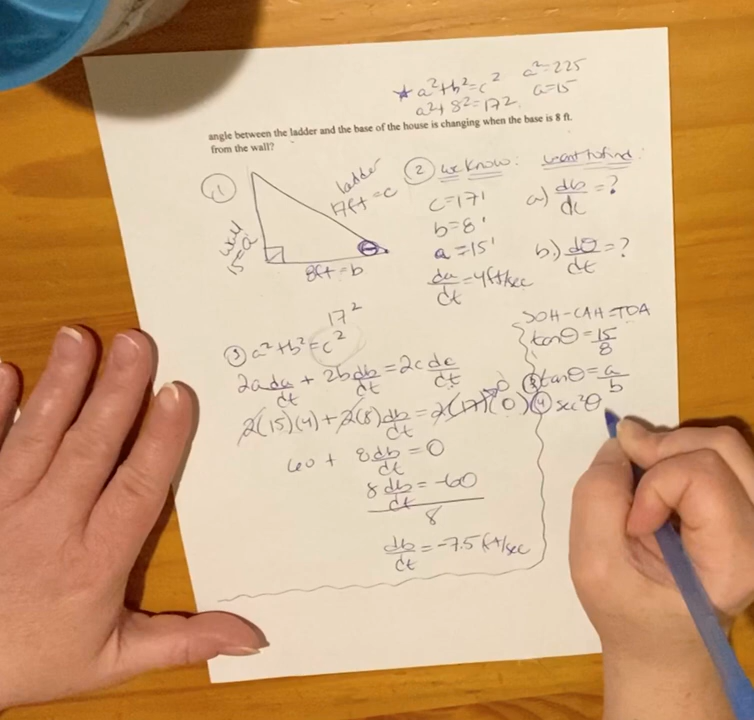 ★ a²+b²=c² a²=225
a²+8²=17² a=15
angle between the ladder and the base of the house is changing when the base is 8 ft.
from the wall?
① ladder
17ft = c
wall
15=a
θ
8ft = b
② we know:
c=17'
b=8'
a=15'
da/dt=4ft/sec
want to find:
a) db/dt=?
b.) dθ/dt=?
17²
③ a²+b²=c²
2a da/dt + 2b db/dt = 2c dc/dt
2(15)(4)+2(8) db/dt = 2(17)(0) 0
60 + 8 db/dt = 0
8 db/dt = -60
8
db/dt = -7.5 ft/sec
SOH-CAH-TOA
tanθ=15/8
③ tanθ=a/b
④ sec²θ